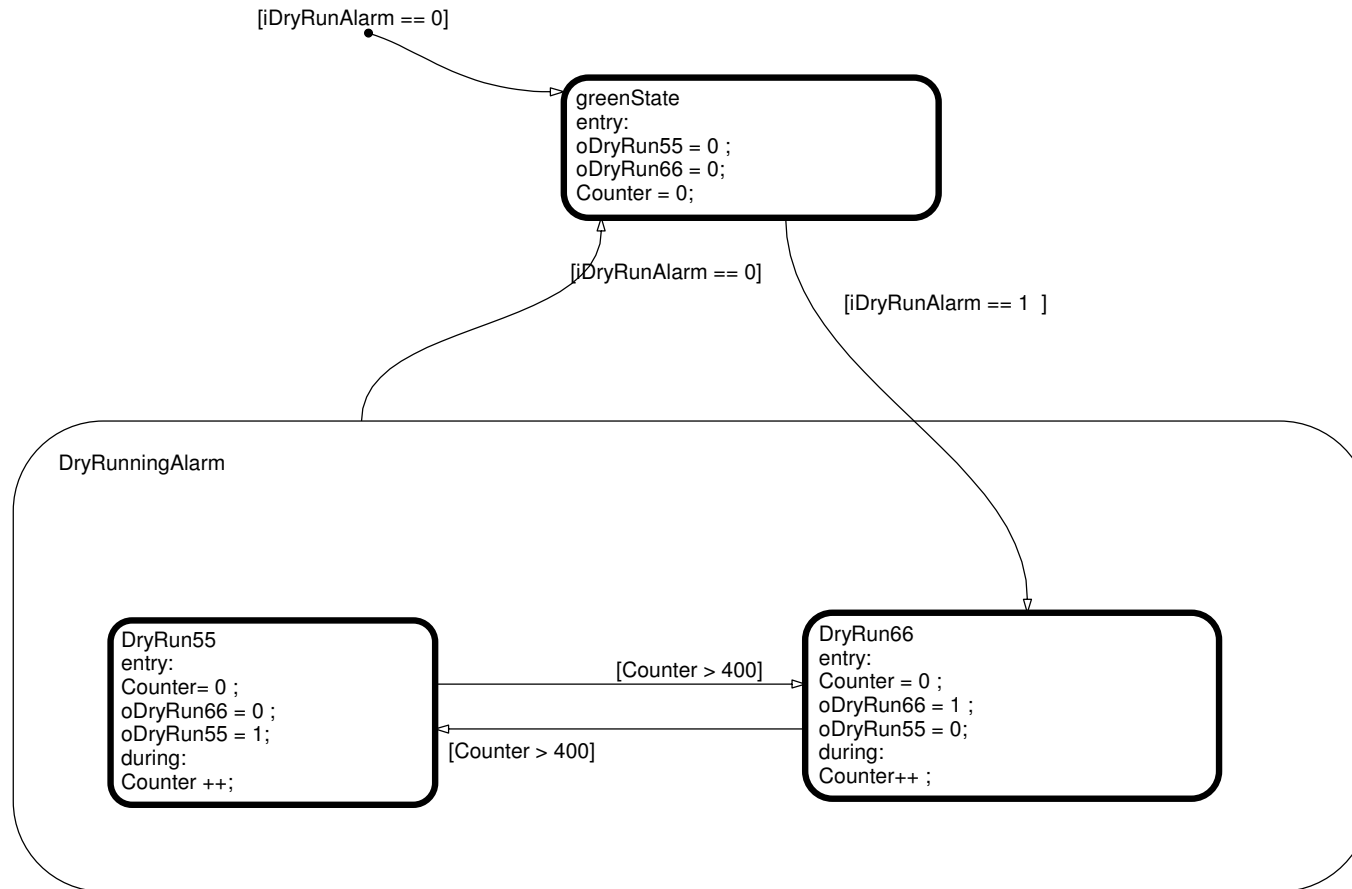 [iDryRunAlarm == 0]
greenState
entry:
oDryRun55 = 0 ;
oDryRun66 = 0;
Counter = 0;
[iDryRunAlarm == 0]
[iDryRunAlarm == 1  ]
DryRunningAlarm
DryRun55
entry:
Counter= 0 ;
oDryRun66 = 0 ;
oDryRun55 = 1;
during:
Counter ++;
[Counter > 400]
[Counter > 400]
DryRun66
entry:
Counter = 0 ;
oDryRun66 = 1 ;
oDryRun55 = 0;
during:
Counter++ ;